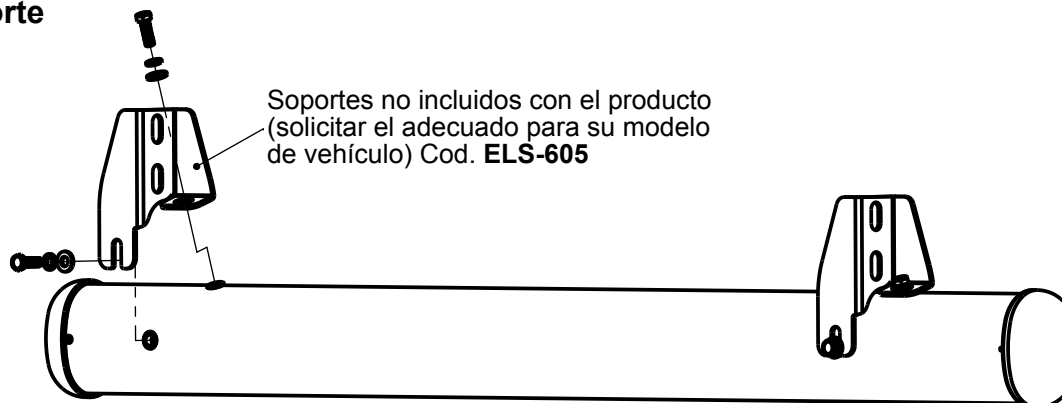 Soportes no incluidos con el producto
(solicitar el adecuado para su modelo
de vehículo) Cod. ELS-605